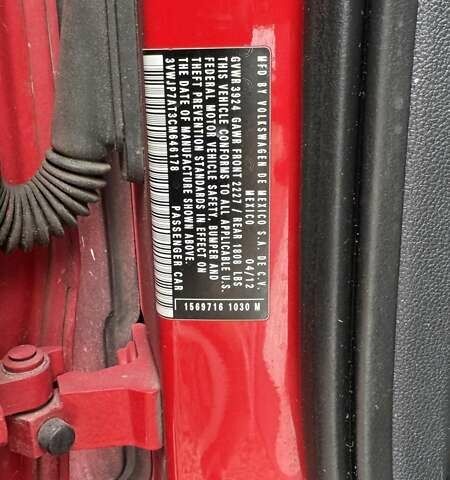 MFD BY VOLKSWAGEN DE MEXICO S.A. DE C.V.
MEXICO 04/12
GVWR 3924 GAWR FRONT 2227 / REAR 1808 LBS
THIS VEHICLE CONFORMS TO ALL APPLICABLE U.S.
FEDERAL MOTOR VEHICLE SAFETY, BUMPER AND
THEFT PREVENTION STANDARDS IN EFFECT ON
THE DATE OF MANUFACTURE SHOWN ABOVE.
3VWJP7AT3CM646178 PASSENGER CAR
1569716 1030 M